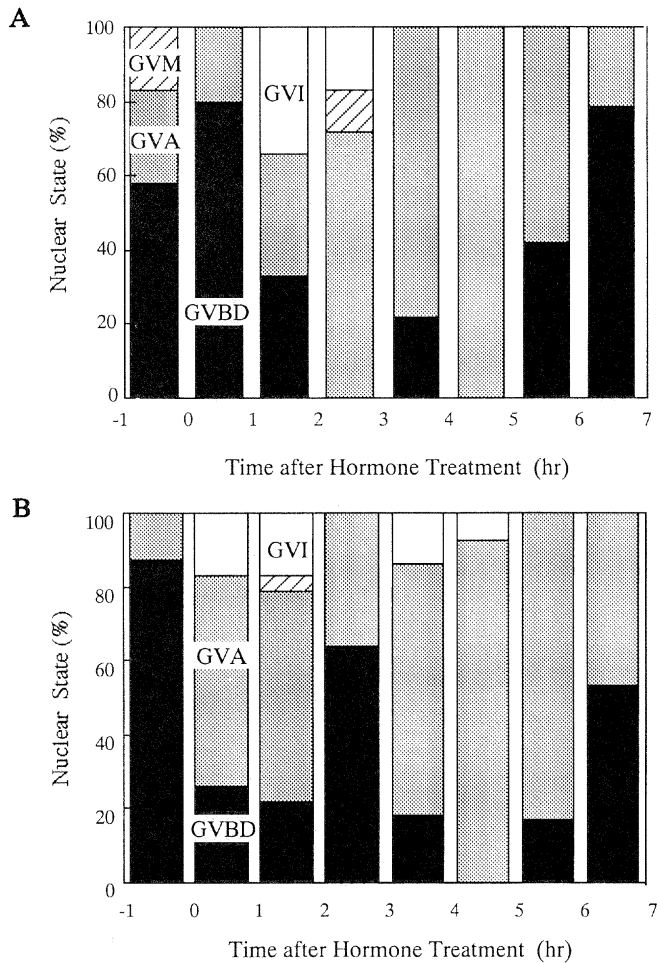 A
Nuclear State (%)
100
80
60
40
20
0
GVM
GVA
GVBD
GVI
-1 0 1 2 3 4 5 6 7
Time after Hormone Treatment (hr)
B
Nuclear State (%)
100
80
60
40
20
0
GVA
GVBD
GVI
-1 0 1 2 3 4 5 6 7
Time after Hormone Treatment (hr)